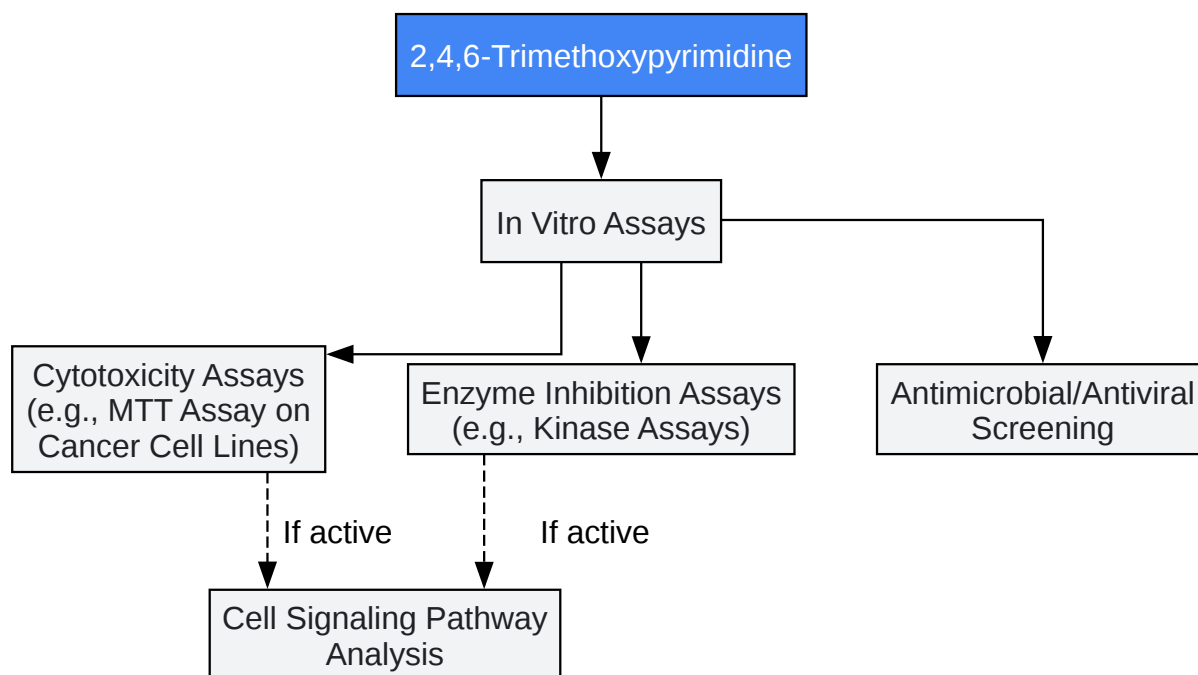 2,4,6-Trimethoxypyrimidine
In Vitro Assays
Cytotoxicity Assays
(e.g., MTT Assay on
Cancer Cell Lines)
Enzyme Inhibition Assays
(e.g., Kinase Assays)
Antimicrobial/Antiviral
Screening
If active
If active
Cell Signaling Pathway
Analysis